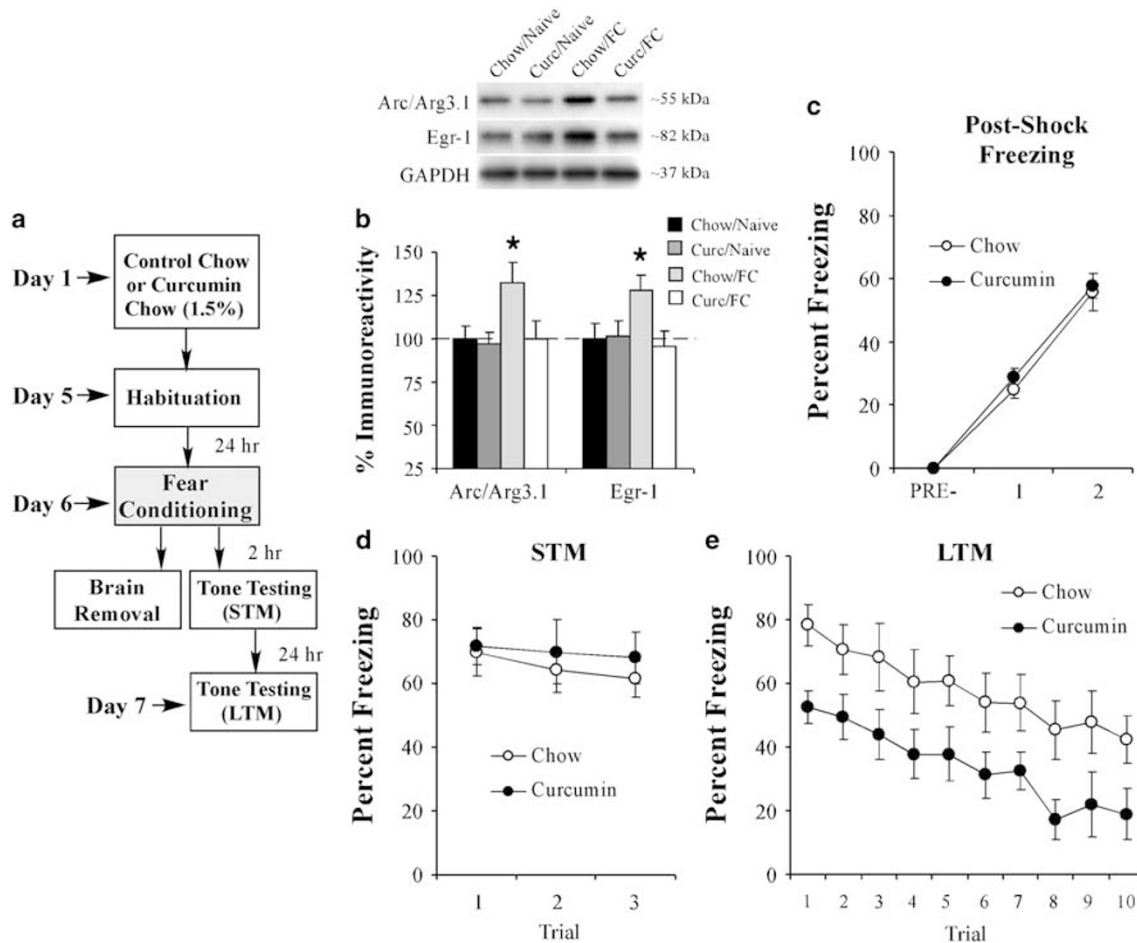 Chow/Naive
Curc/Naive
Chow/FC
Curc/FC
Arc/Arg3.1
~55 kDa
Egr-1
~82 kDa
GAPDH
~37 kDa
a
Day 1
Control Chow
or Curcumin
Chow (1.5%)
Day 5
Habituation
24 hr
Day 6
Fear
Conditioning
2 hr
Brain
Removal
Tone Testing
(STM)
24 hr
Day 7
Tone Testing
(LTM)
b
Chow/Naive
Curc/Naive
Chow/FC
Curc/FC
% Immunoreactivity
150
125
100
75
50
25
*
*
Arc/Arg3.1
Egr-1
c
Post-Shock
Freezing
Percent Freezing
100
80
60
40
20
0
Chow
Curcumin
PRE-
1
2
d
STM
Percent Freezing
100
80
60
40
20
0
Chow
Curcumin
1
2
3
Trial
e
LTM
Percent Freezing
100
80
60
40
20
0
Chow
Curcumin
1
2
3
4
5
6
7
8
9
10
Trial